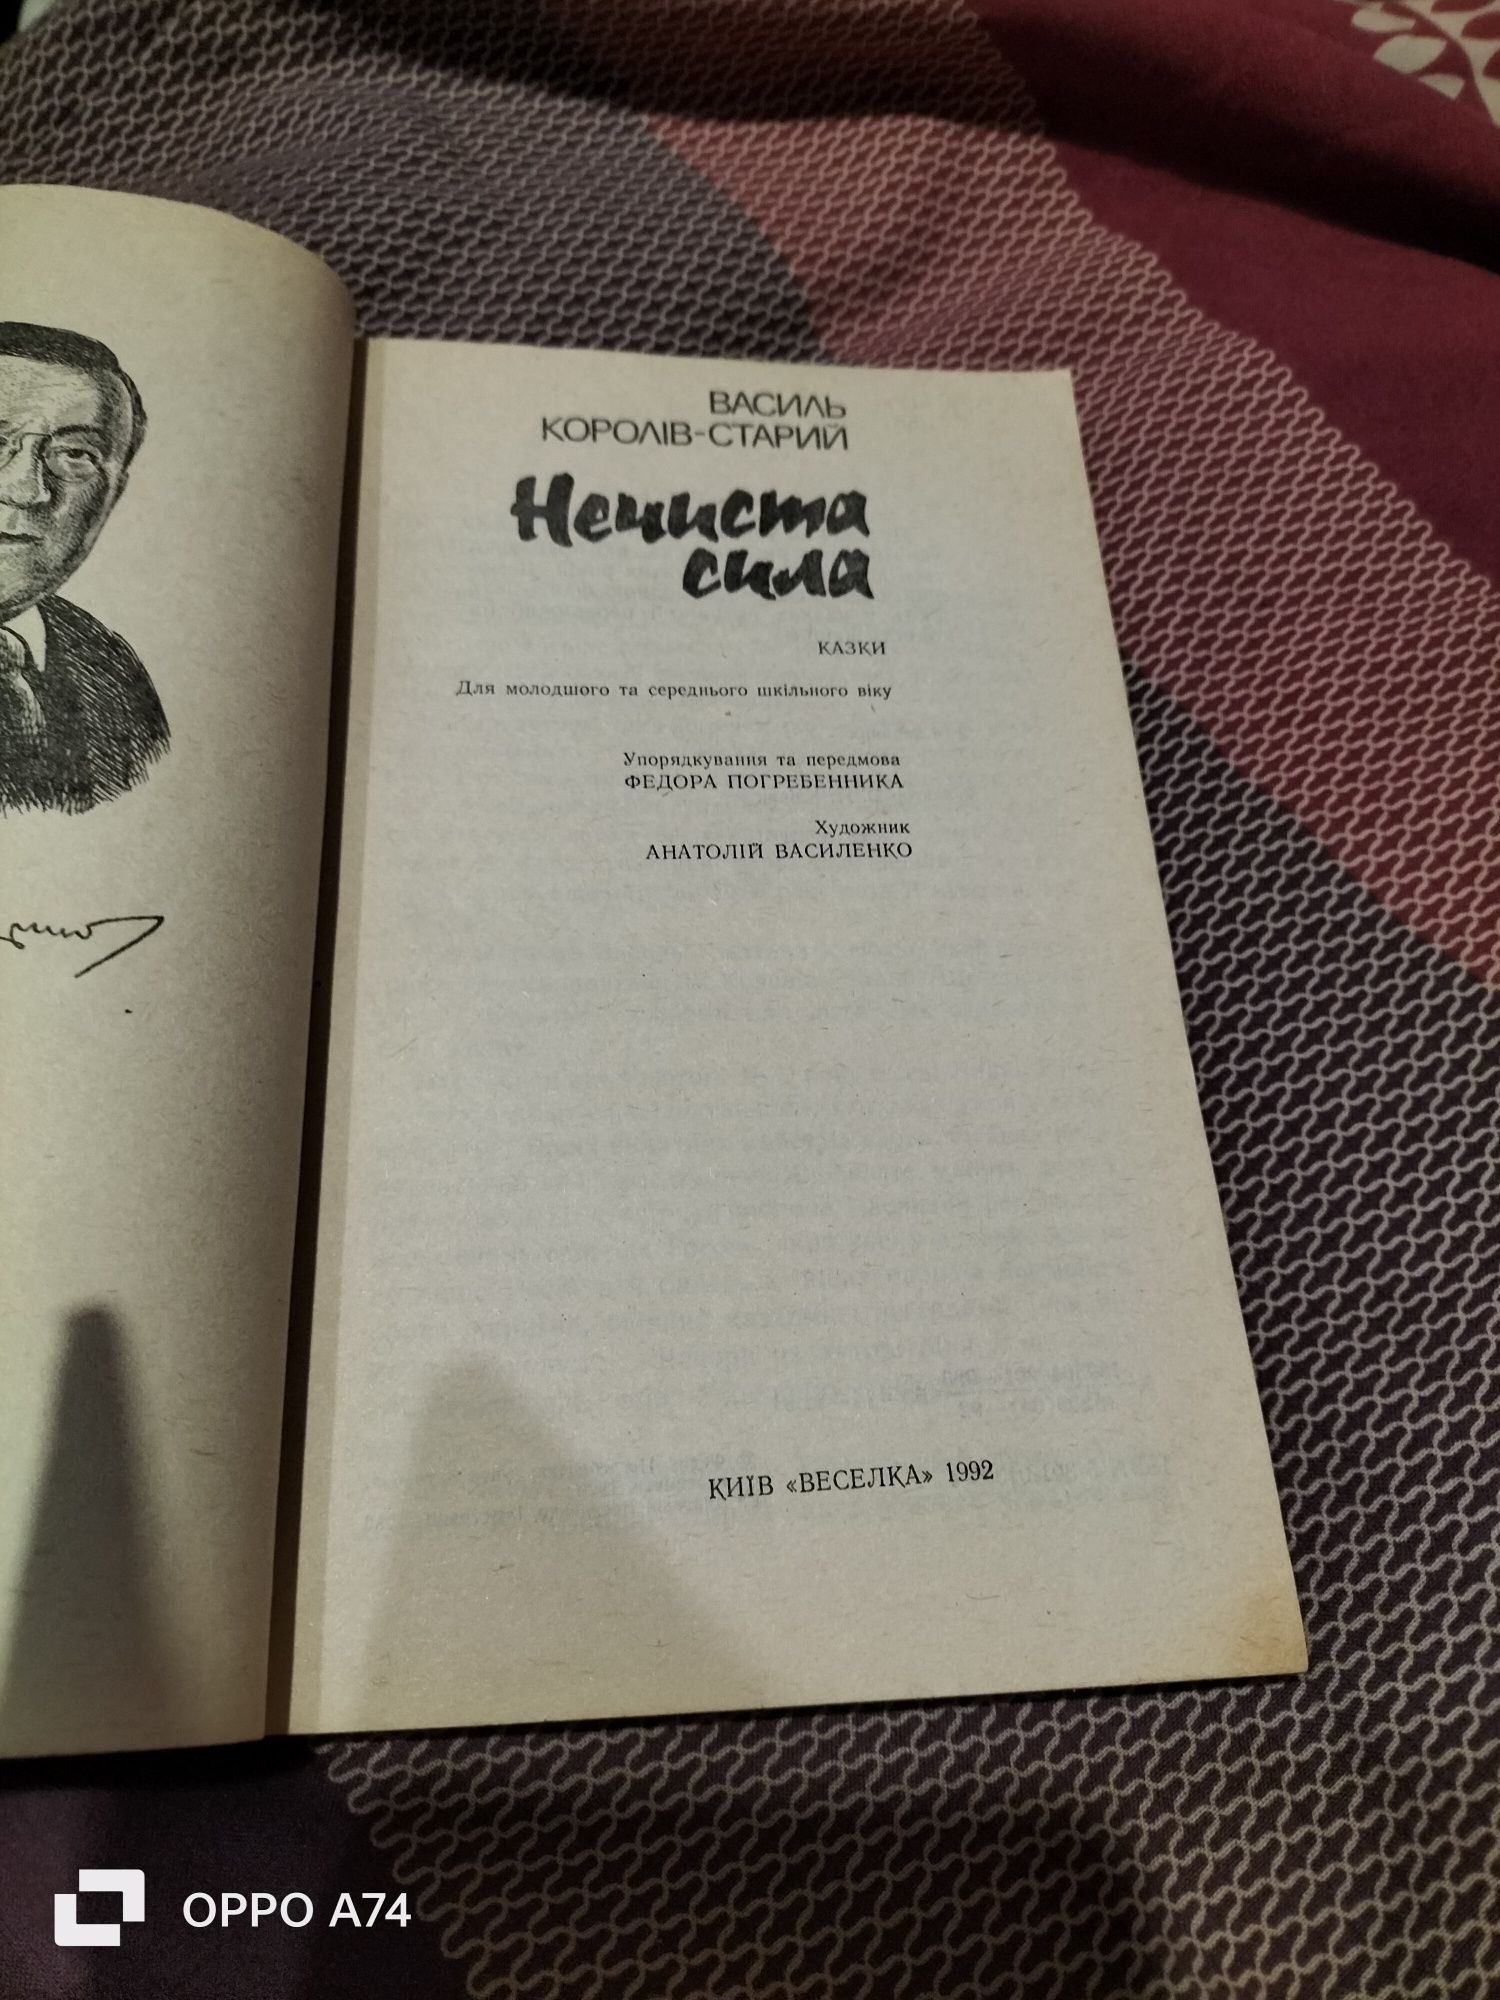 ВАСИЛЬ
КОРОЛІВ-СТАРИЙ
Нечиста
сила
КАЗКИ
Для молодшого та середнього шкільного віку
Упорядкування та передмова
ФЕДОРА ПОГРЕБЕННИКА
Художник
АНАТОЛІЙ ВАСИЛЕНКО
КИЇВ «ВЕСЕЛКА» 1992
OPPO A74